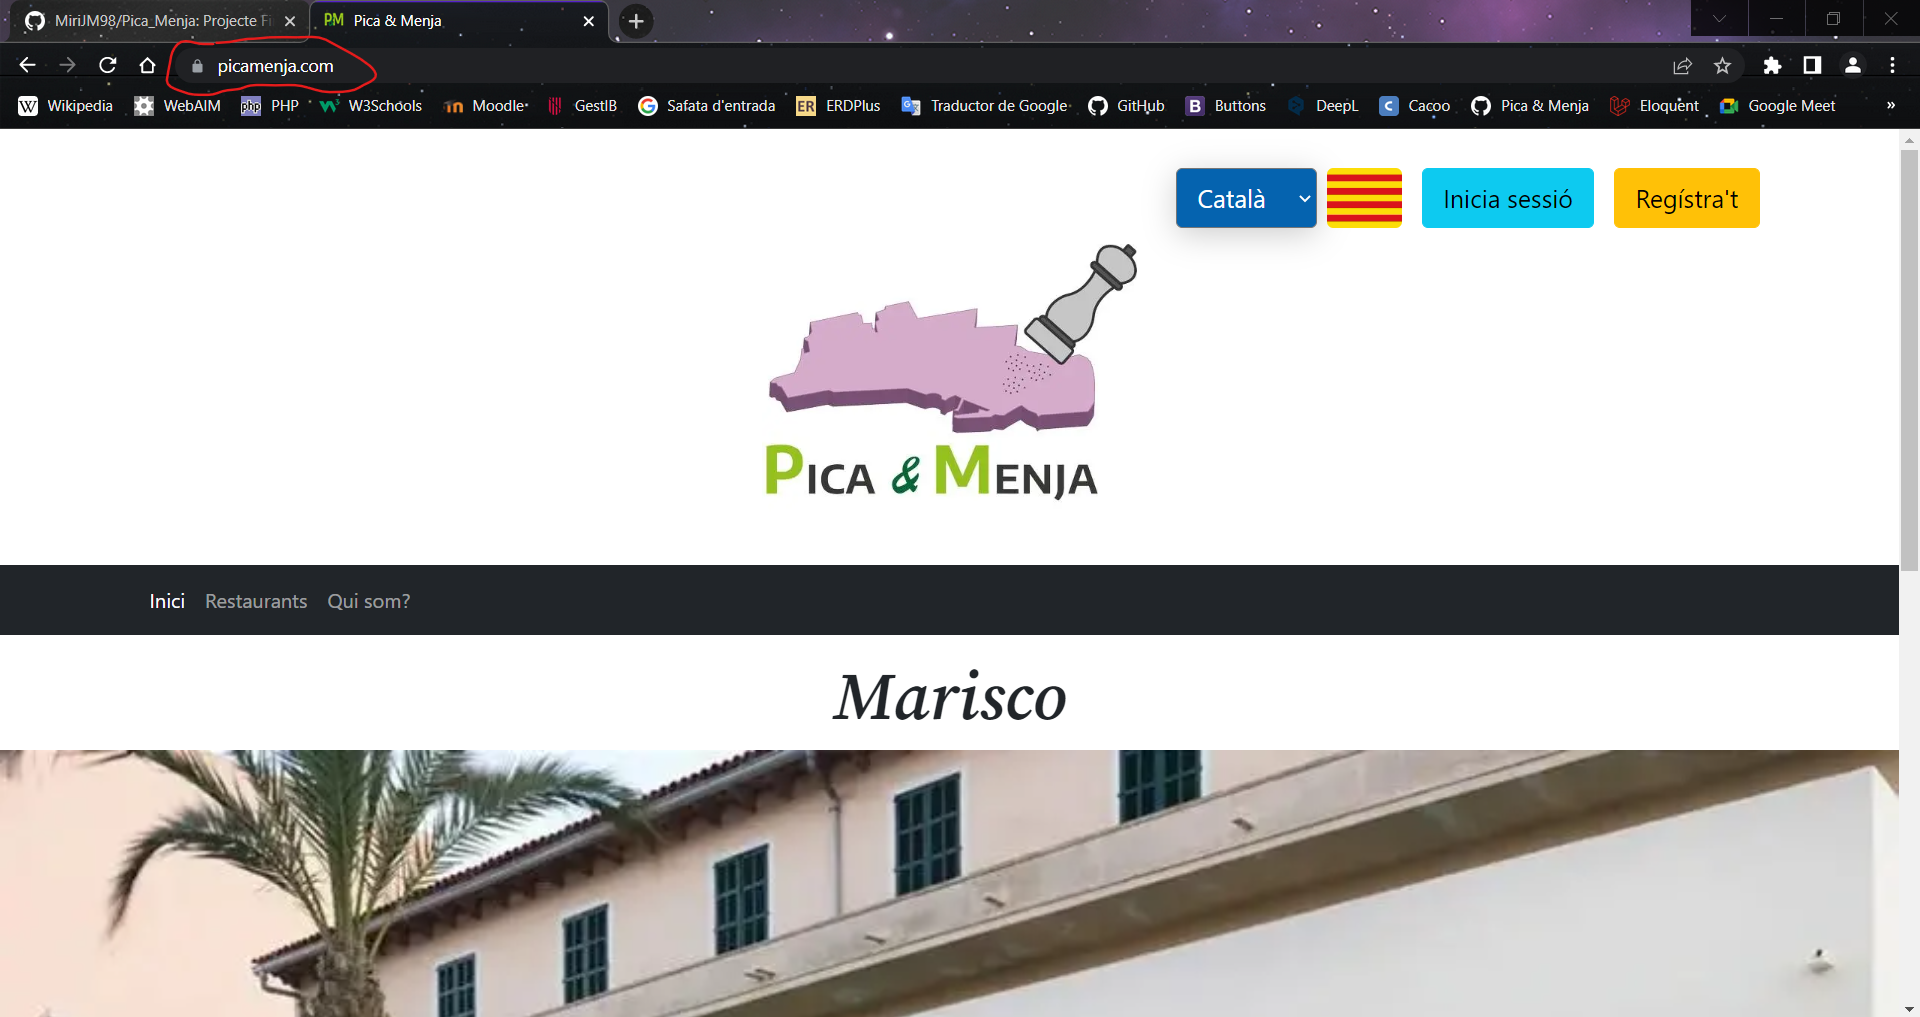 MiriJM98/Pica_Menja: Projecte Fi
PM Pica & Menja
picamenja.com
W Wikipedia WebAIM php PHP W3Schools Moodle GestIB G Safata d'entrada ER ERDPlus Traductor de Google GitHub B Buttons DeepL C Cacoo Pica & Menja Eloquent Google Meet »
Català Inicia sessió Regístra't
PICA & MENJA
Inici Restaurants Qui som?
Marisco